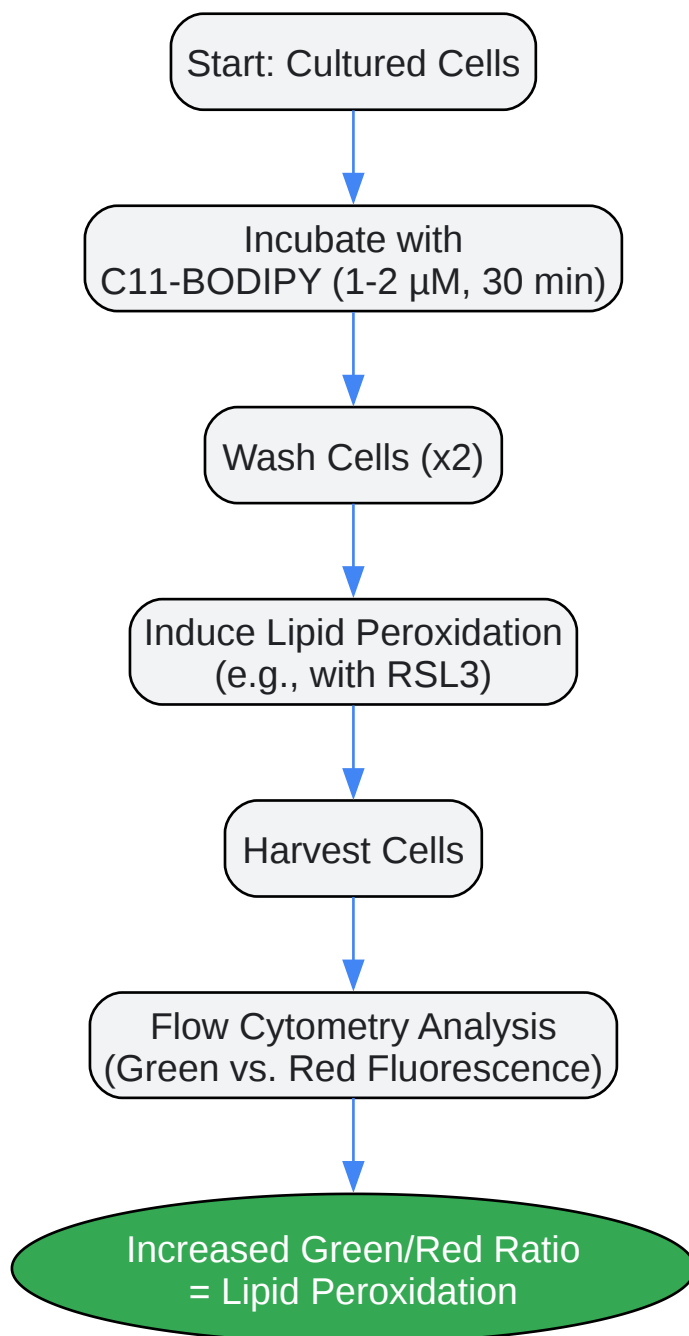 Start: Cultured Cells
Incubate with
C11-BODIPY (1-2 µM, 30 min)
Wash Cells (x2)
Induce Lipid Peroxidation
(e.g., with RSL3)
Harvest Cells
Flow Cytometry Analysis
(Green vs. Red Fluorescence)
Increased Green/Red Ratio
= Lipid Peroxidation